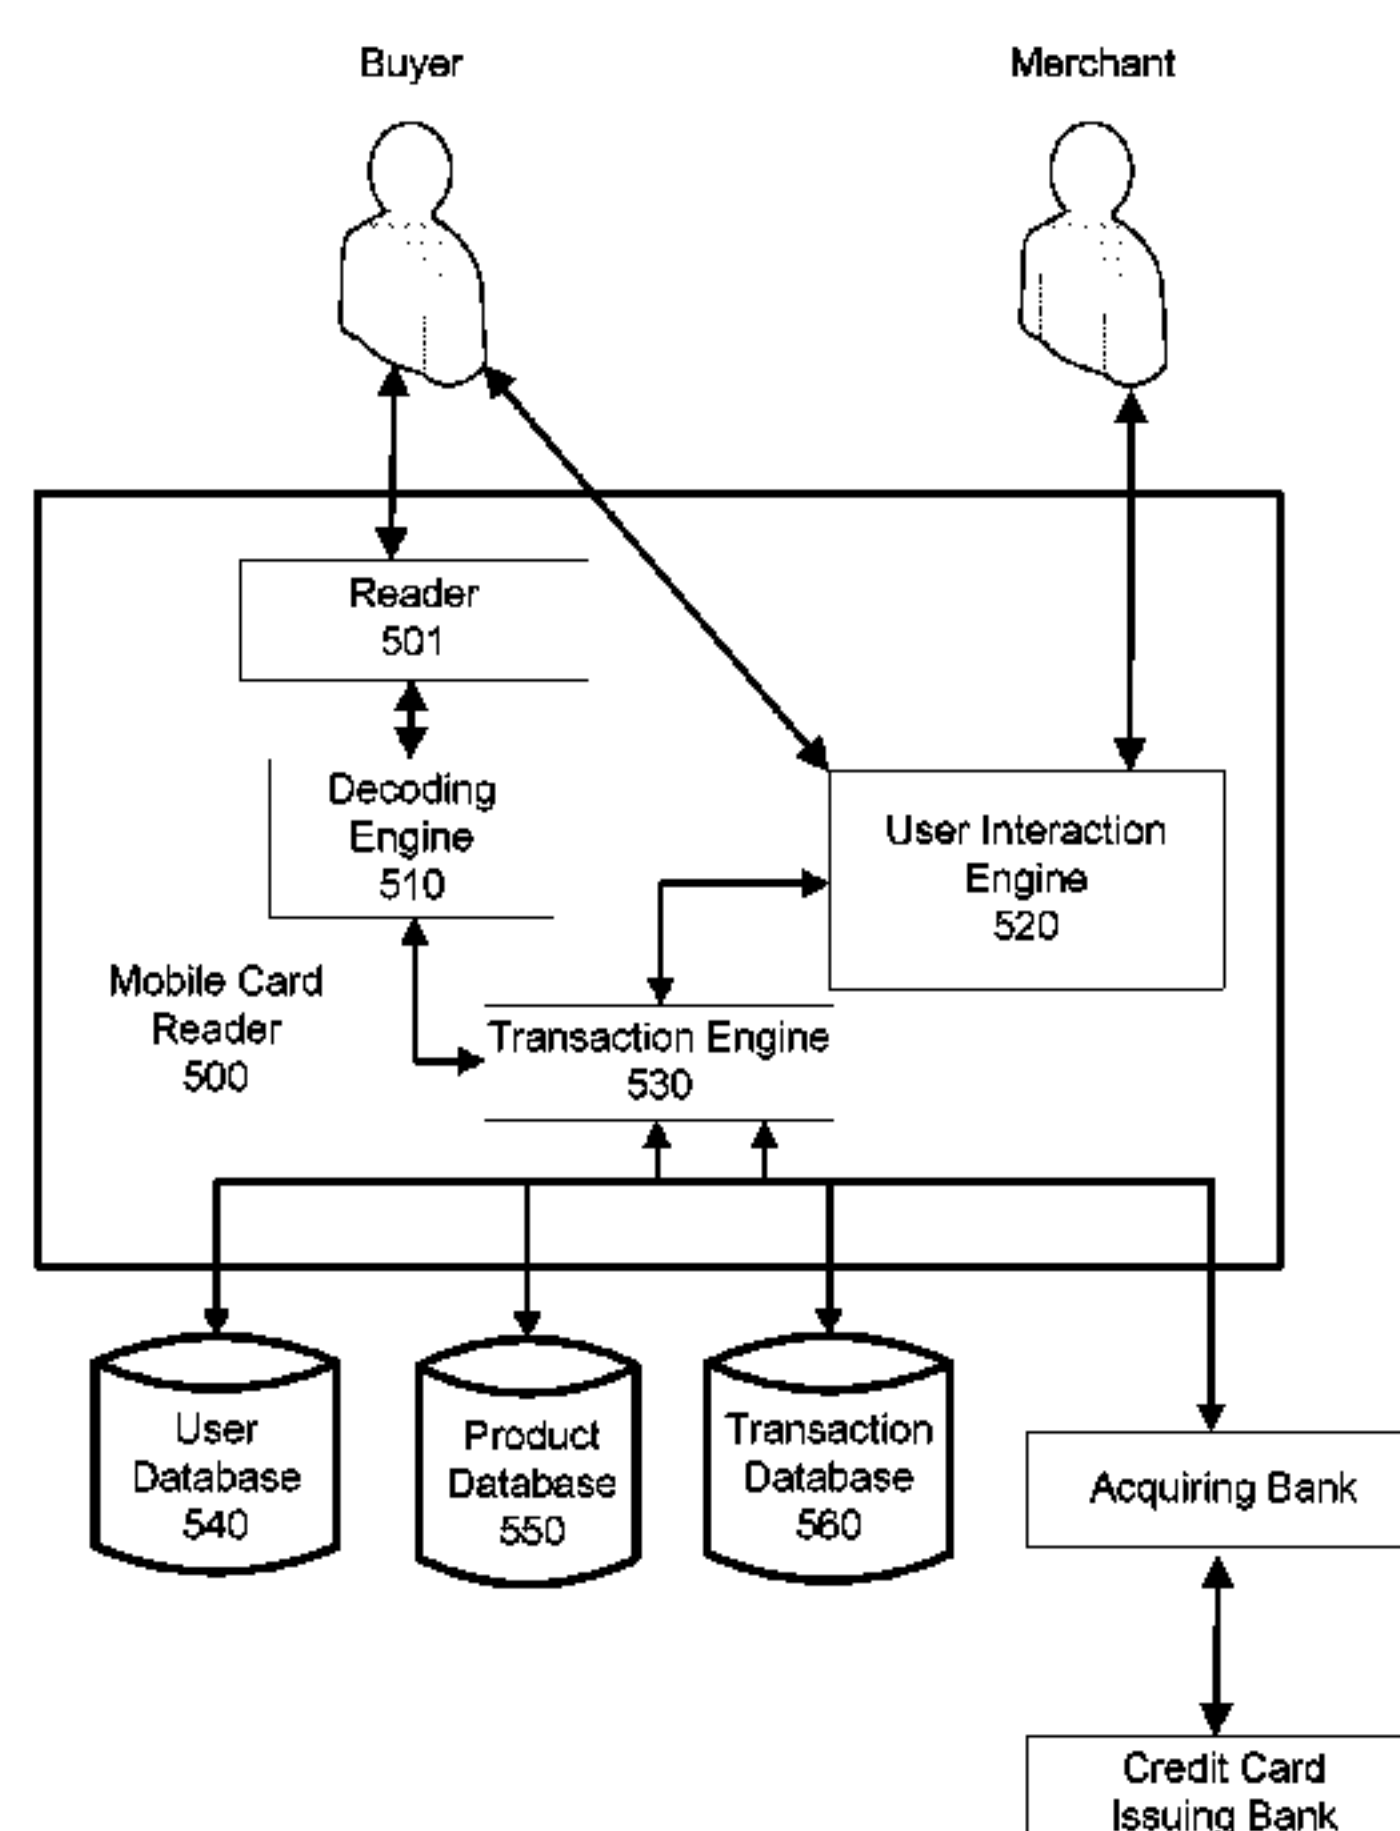 Buyer
Merchant
Reader
501
Decoding
Engine
510
User Interaction
Engine
520
Mobile Card
Reader
500
Transaction Engine
530
User
Database
540
Product
Database
550
Transaction
Database
560
Acquiring Bank
Credit Card
Issuing Bank